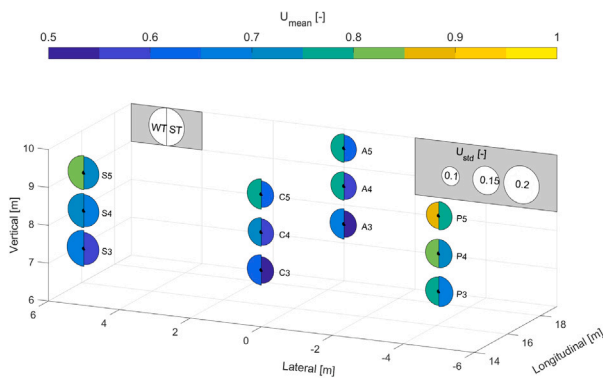 U_mean [-]
0.5 0.6 0.7 0.8 0.9 1
WT ST
U_std [-]
0.1 0.15 0.2
A5
A4
A3
S5
S4
S3
C5
C4
C3
P5
P4
P3
10
9
8
7
6
Vertical [m]
6 4 2 0 -2 -4 -6
Lateral [m]
14 16 18
Longitudinal [m]